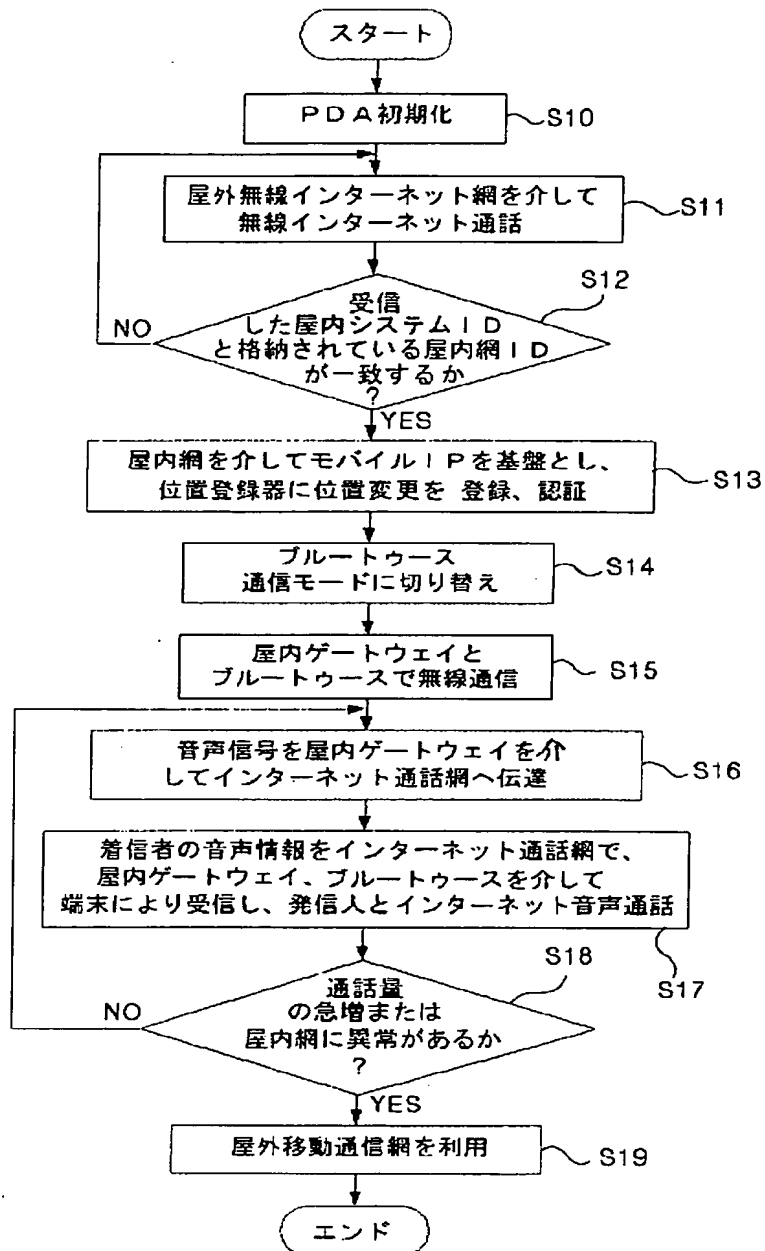 スタート
PDA初期化
S10
屋外無線インターネット網を介して
無線インターネット通話
S11
受信
した屋内システムID
と格納されている屋内網ID
が一致するか
?
S12
NO
YES
屋内網を介してモバイルIPを基盤とし、
位置登録器に位置変更を 登録、認証
S13
ブルートゥース
通信モードに切り替え
S14
屋内ゲートウェイと
ブルートゥースで無線通信
S15
音声信号を屋内ゲートウェイを介
してインターネット通話網へ伝達
S16
着信者の音声情報をインターネット通話網で、
屋内ゲートウェイ、ブルートゥースを介して
端末により受信し、発信人とインターネット音声通話
S17
通話量
の急増または
屋内網に異常があるか
?
S18
NO
YES
屋外移動通信網を利用
S19
エンド